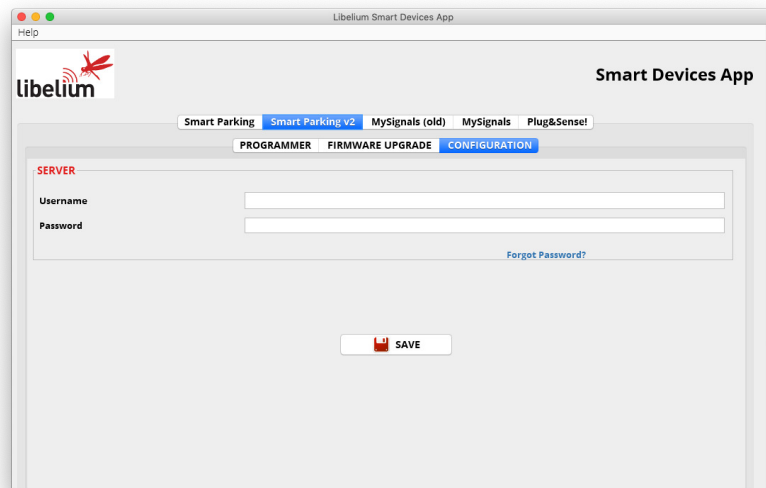 Libelium Smart Devices App
Help
libelium
Smart Devices App
Smart Parking Smart Parking v2 MySignals (old) MySignals Plug&Sense!
PROGRAMMER FIRMWARE UPGRADE CONFIGURATION
SERVER
Username
Password
Forgot Password?
SAVE